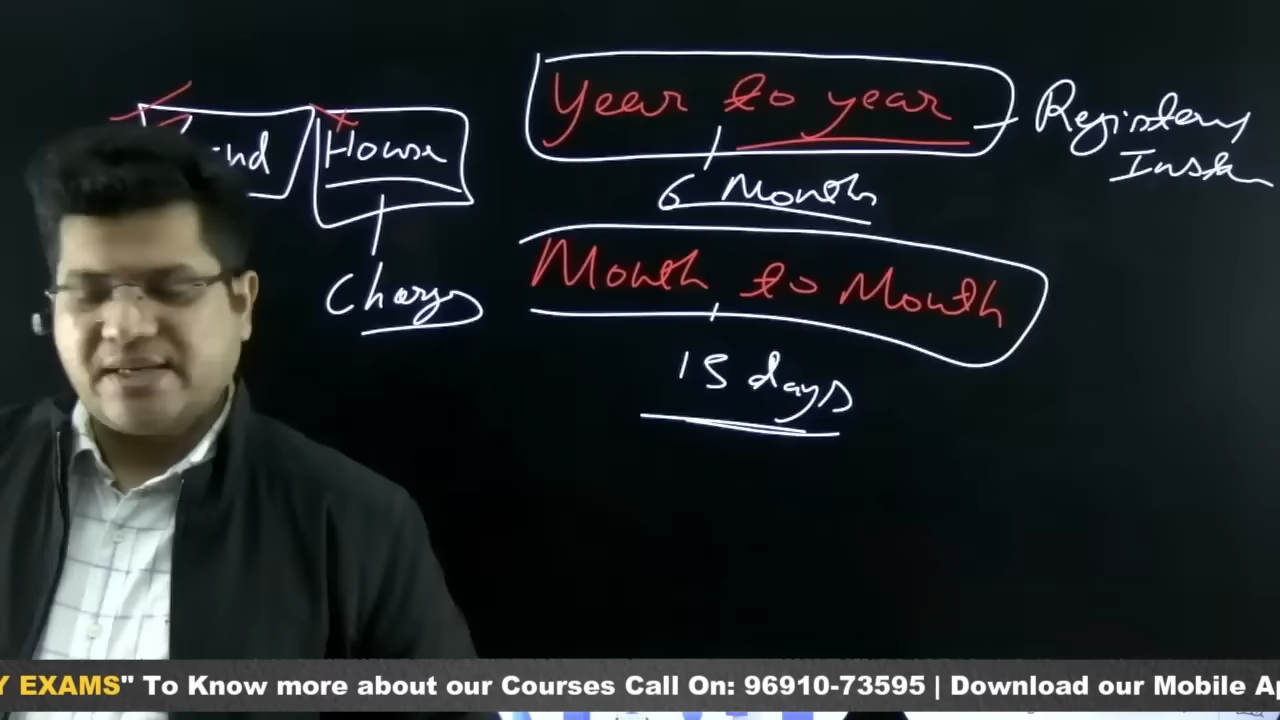 Year to year
Registery
Inst
House
6 Month
Month to Month
Charge
15 days
Y EXAMS" To Know more about our Courses Call On: 96910-73595 | Download our Mobile Ap